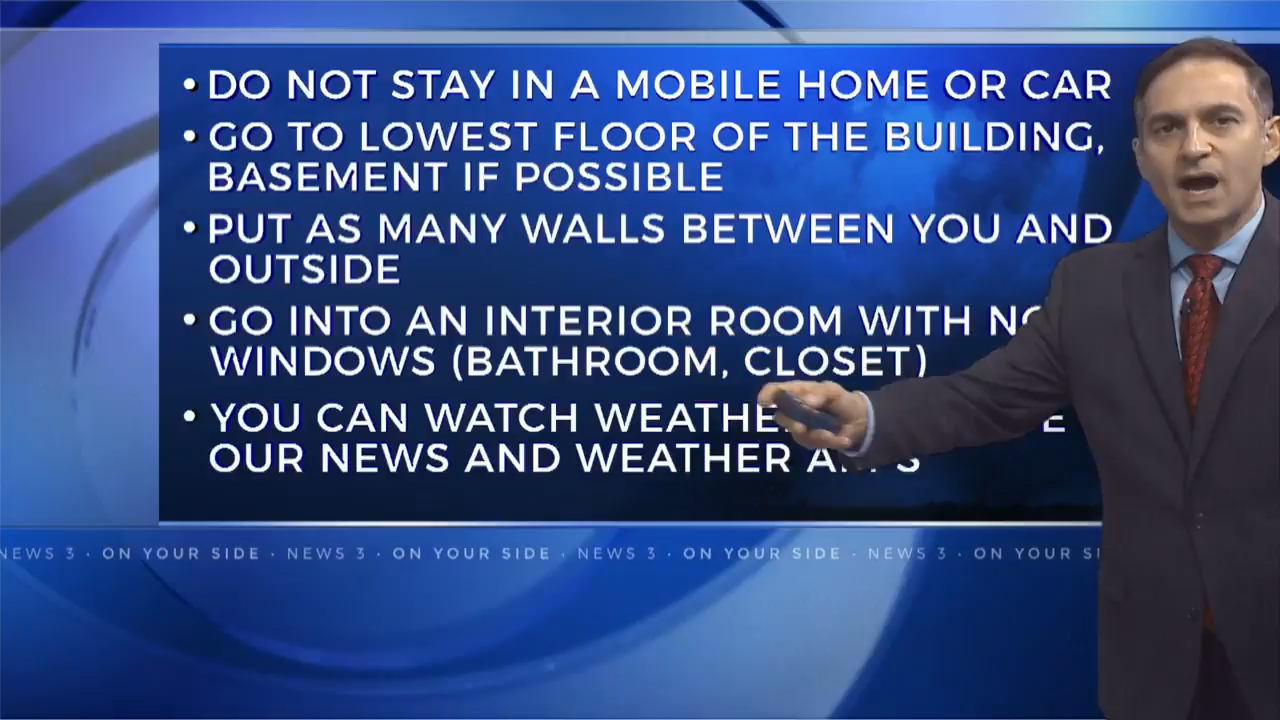 • DO NOT STAY IN A MOBILE HOME OR CAR
• GO TO LOWEST FLOOR OF THE BUILDING,
BASEMENT IF POSSIBLE
• PUT AS MANY WALLS BETWEEN YOU AND
OUTSIDE
• GO INTO AN INTERIOR ROOM WITH
WINDOWS (BATHROOM, CLOSET)
• YOU CAN WATCH
OUR NEWS AND WEATHER
NEWS 3 · ON YOUR SIDE · NEWS 3 · ON YOUR SIDE · NEWS 3 · ON YOUR SIDE · NEWS 3 · ON YOUR